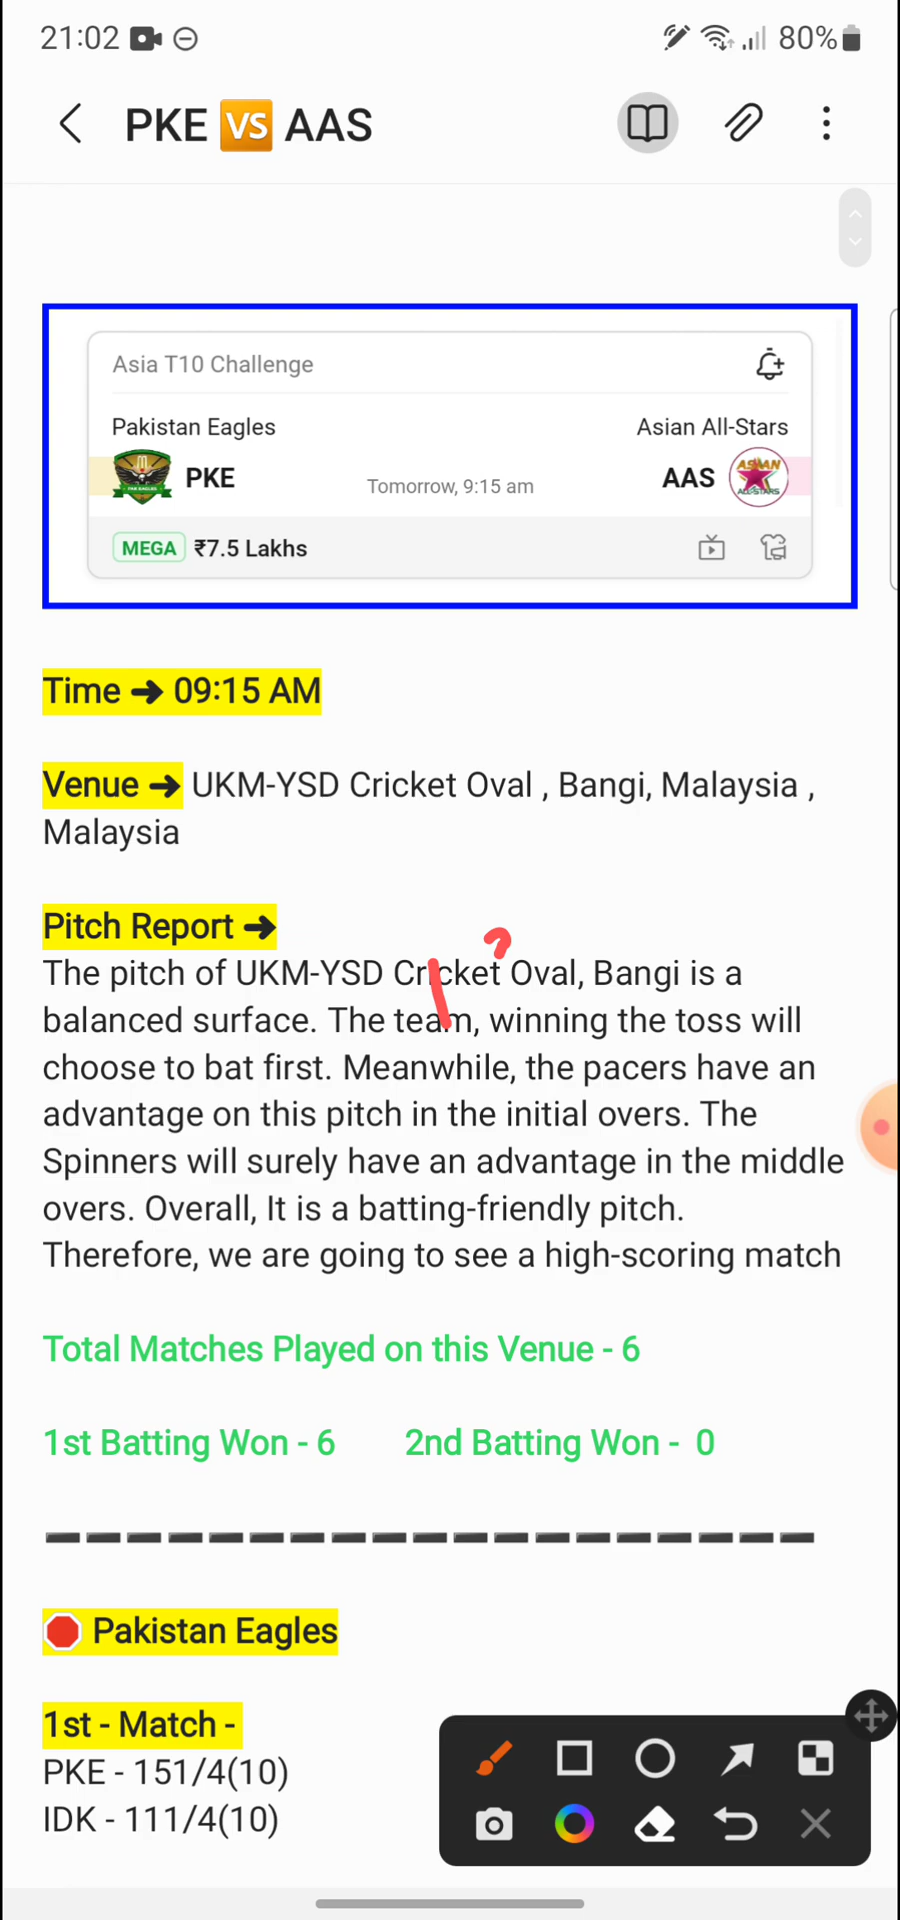 21:02 80%
PKE VS AAS
Asia T10 Challenge
Pakistan Eagles Asian All-Stars
PKE Tomorrow, 9:15 am AAS
MEGA ₹7.5 Lakhs
Time ➔ 09:15 AM
Venue ➔ UKM-YSD Cricket Oval , Bangi, Malaysia ,
Malaysia
Pitch Report ➔
The pitch of UKM-YSD Cricket Oval, Bangi is a
balanced surface. The team, winning the toss will
choose to bat first. Meanwhile, the pacers have an
advantage on this pitch in the initial overs. The
Spinners will surely have an advantage in the middle
overs. Overall, It is a batting-friendly pitch.
Therefore, we are going to see a high-scoring match
Total Matches Played on this Venue - 6
1st Batting Won - 6 2nd Batting Won - 0
Pakistan Eagles
1st - Match -
PKE - 151/4(10)
IDK - 111/4(10)